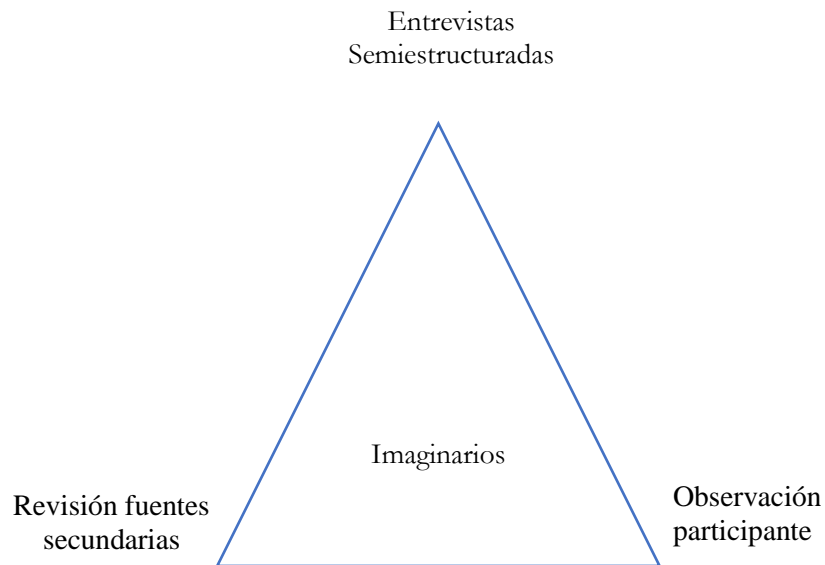 Entrevistas
Semiestructuradas
Imaginarios
Revisión fuentes
secundarias
Observación
participante